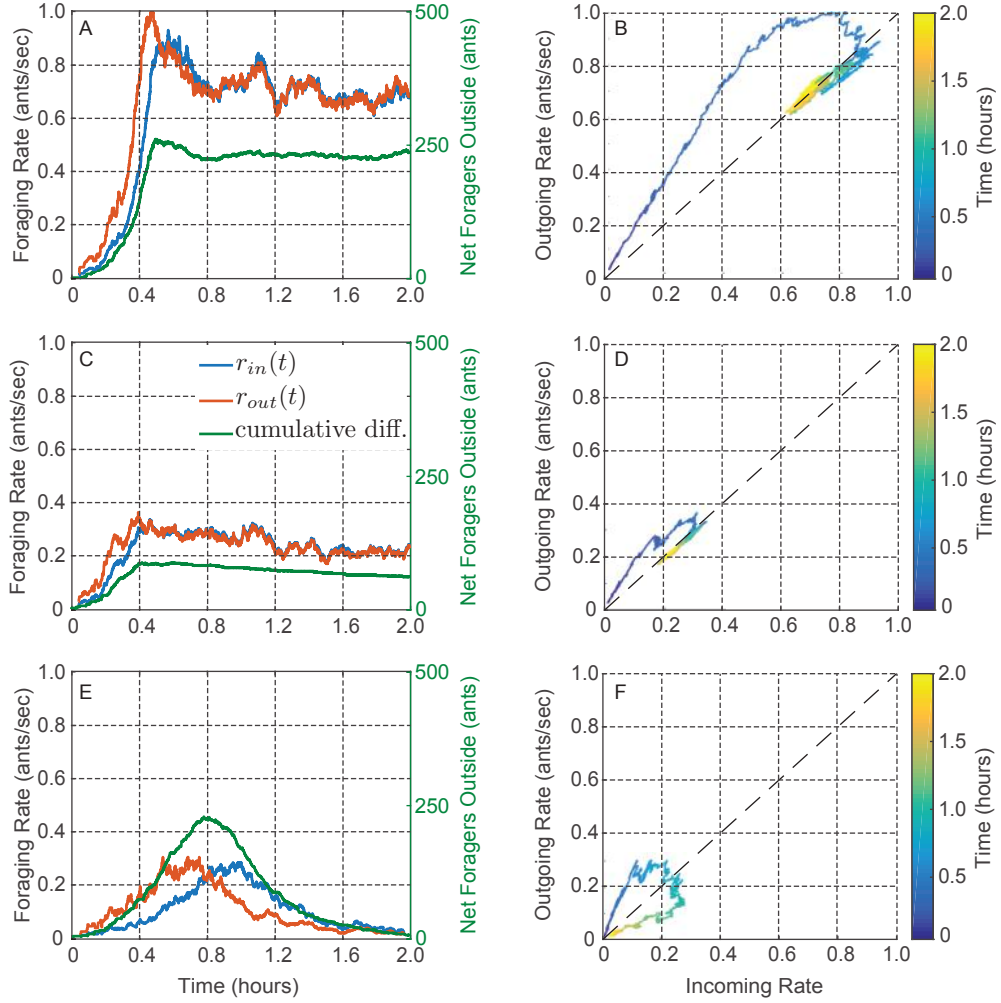 A
Foraging Rate (ants/sec)
1.0
0.8
0.6
0.4
0.2
0
500
250
0
Net Foragers Outside (ants)
0 0.4 0.8 1.2 1.6 2.0
B
Outgoing Rate (ants/sec)
1.0
0.8
0.6
0.4
0.2
0
0 0.2 0.4 0.6 0.8 1.0
2.0
1.5
1.0
0.5
0
Time (hours)
C
Foraging Rate (ants/sec)
1.0
0.8
0.6
0.4
0.2
0
r_in(t)
r_out(t)
cumulative diff.
500
250
0
Net Foragers Outside (ants)
0 0.4 0.8 1.2 1.6 2.0
D
Outgoing Rate (ants/sec)
1.0
0.8
0.6
0.4
0.2
0
0 0.2 0.4 0.6 0.8 1.0
2.0
1.5
1.0
0.5
0
Time (hours)
E
Foraging Rate (ants/sec)
1.0
0.8
0.6
0.4
0.2
0
500
250
0
Net Foragers Outside (ants)
0 0.4 0.8 1.2 1.6 2.0
Time (hours)
F
Outgoing Rate (ants/sec)
1.0
0.8
0.6
0.4
0.2
0
0 0.2 0.4 0.6 0.8 1.0
Incoming Rate
2.0
1.5
1.0
0.5
0
Time (hours)